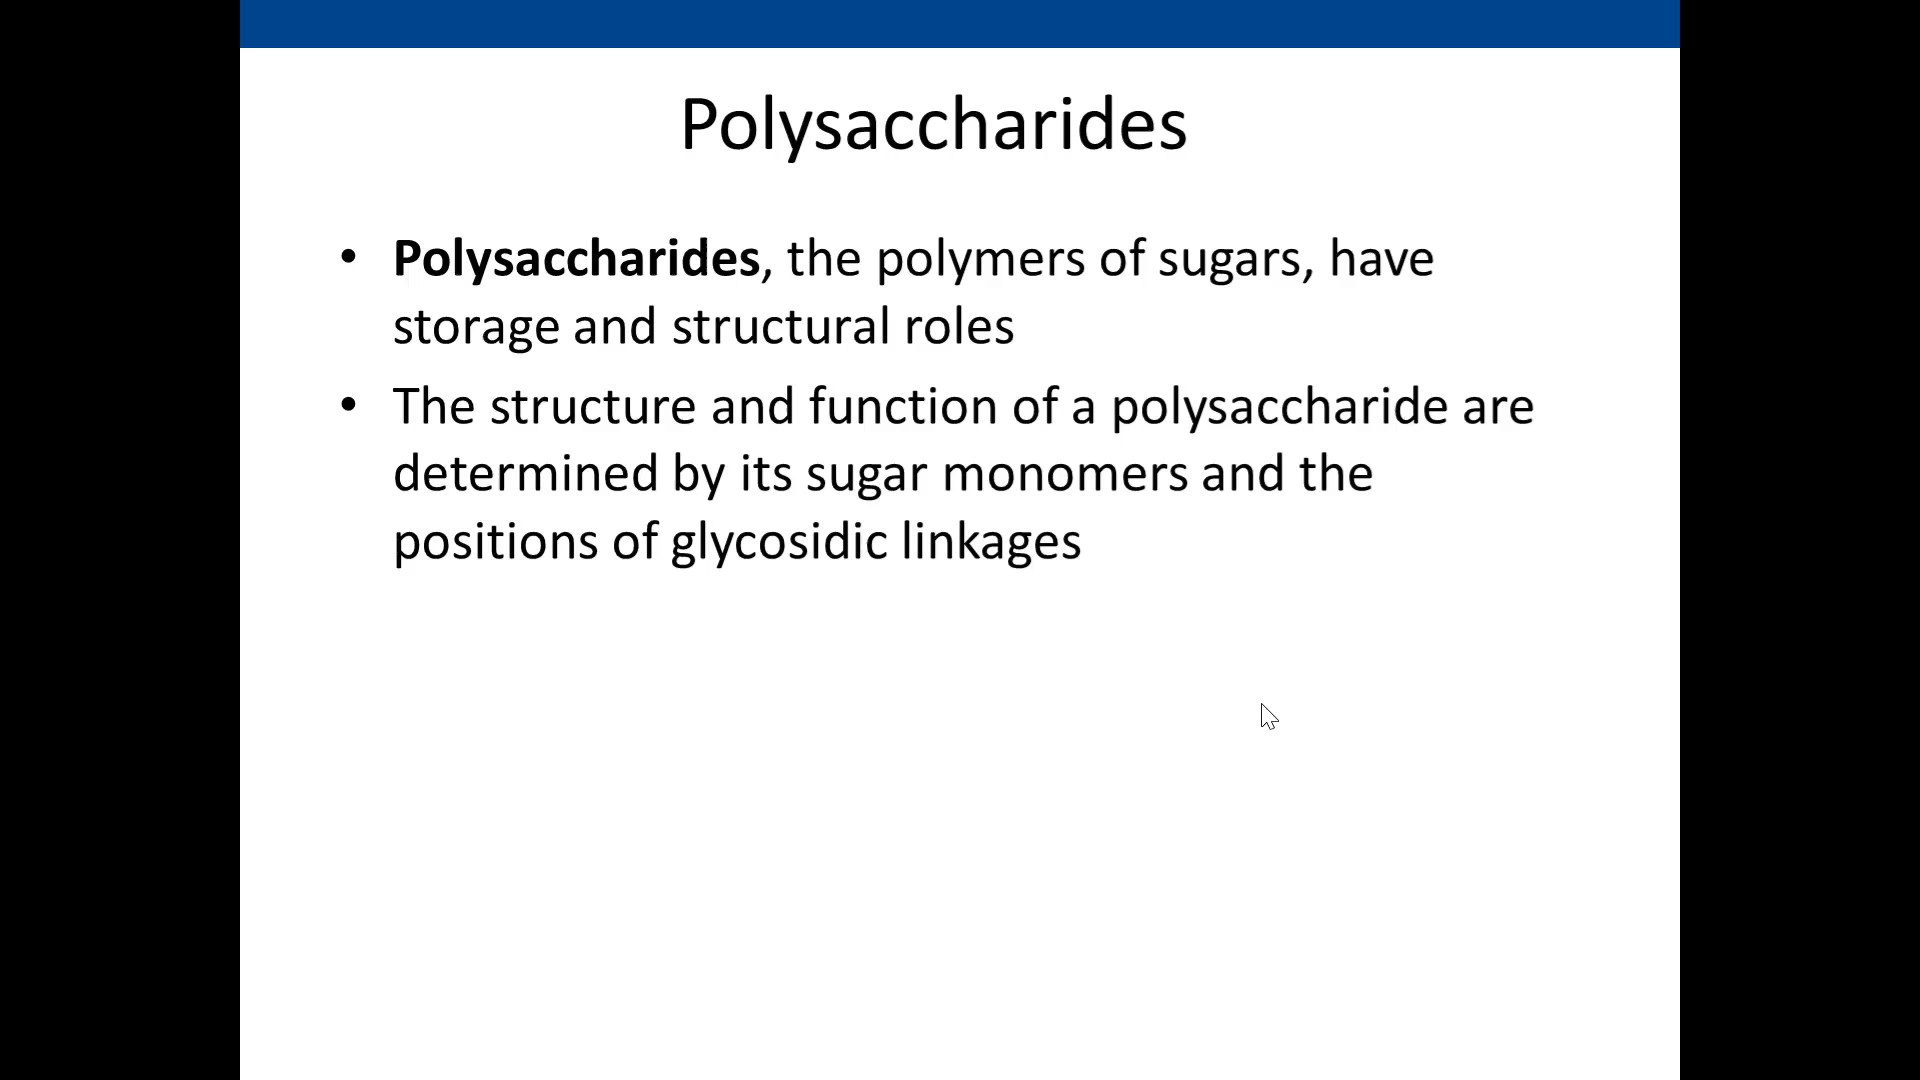 Polysaccharides
• Polysaccharides, the polymers of sugars, have
storage and structural roles
• The structure and function of a polysaccharide are
determined by its sugar monomers and the
positions of glycosidic linkages